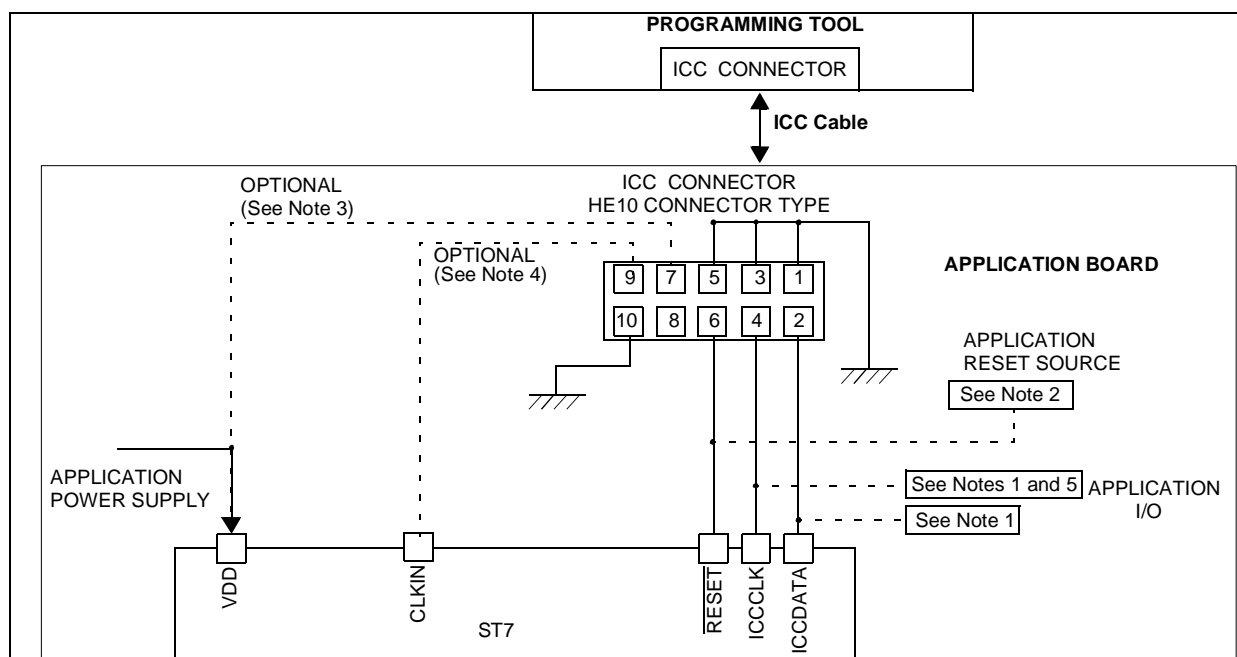 PROGRAMMING TOOL
ICC CONNECTOR
ICC Cable
OPTIONAL
(See Note 3)
ICC CONNECTOR
HE10 CONNECTOR TYPE
OPTIONAL
(See Note 4)
9 7 5 3 1
10 8 6 4 2
APPLICATION BOARD
APPLICATION
RESET SOURCE
See Note 2
APPLICATION
POWER SUPPLY
See Notes 1 and 5
See Note 1
APPLICATION
I/O
VDD
CLKIN
RESET
ICCCLK
ICCDATA
ST7